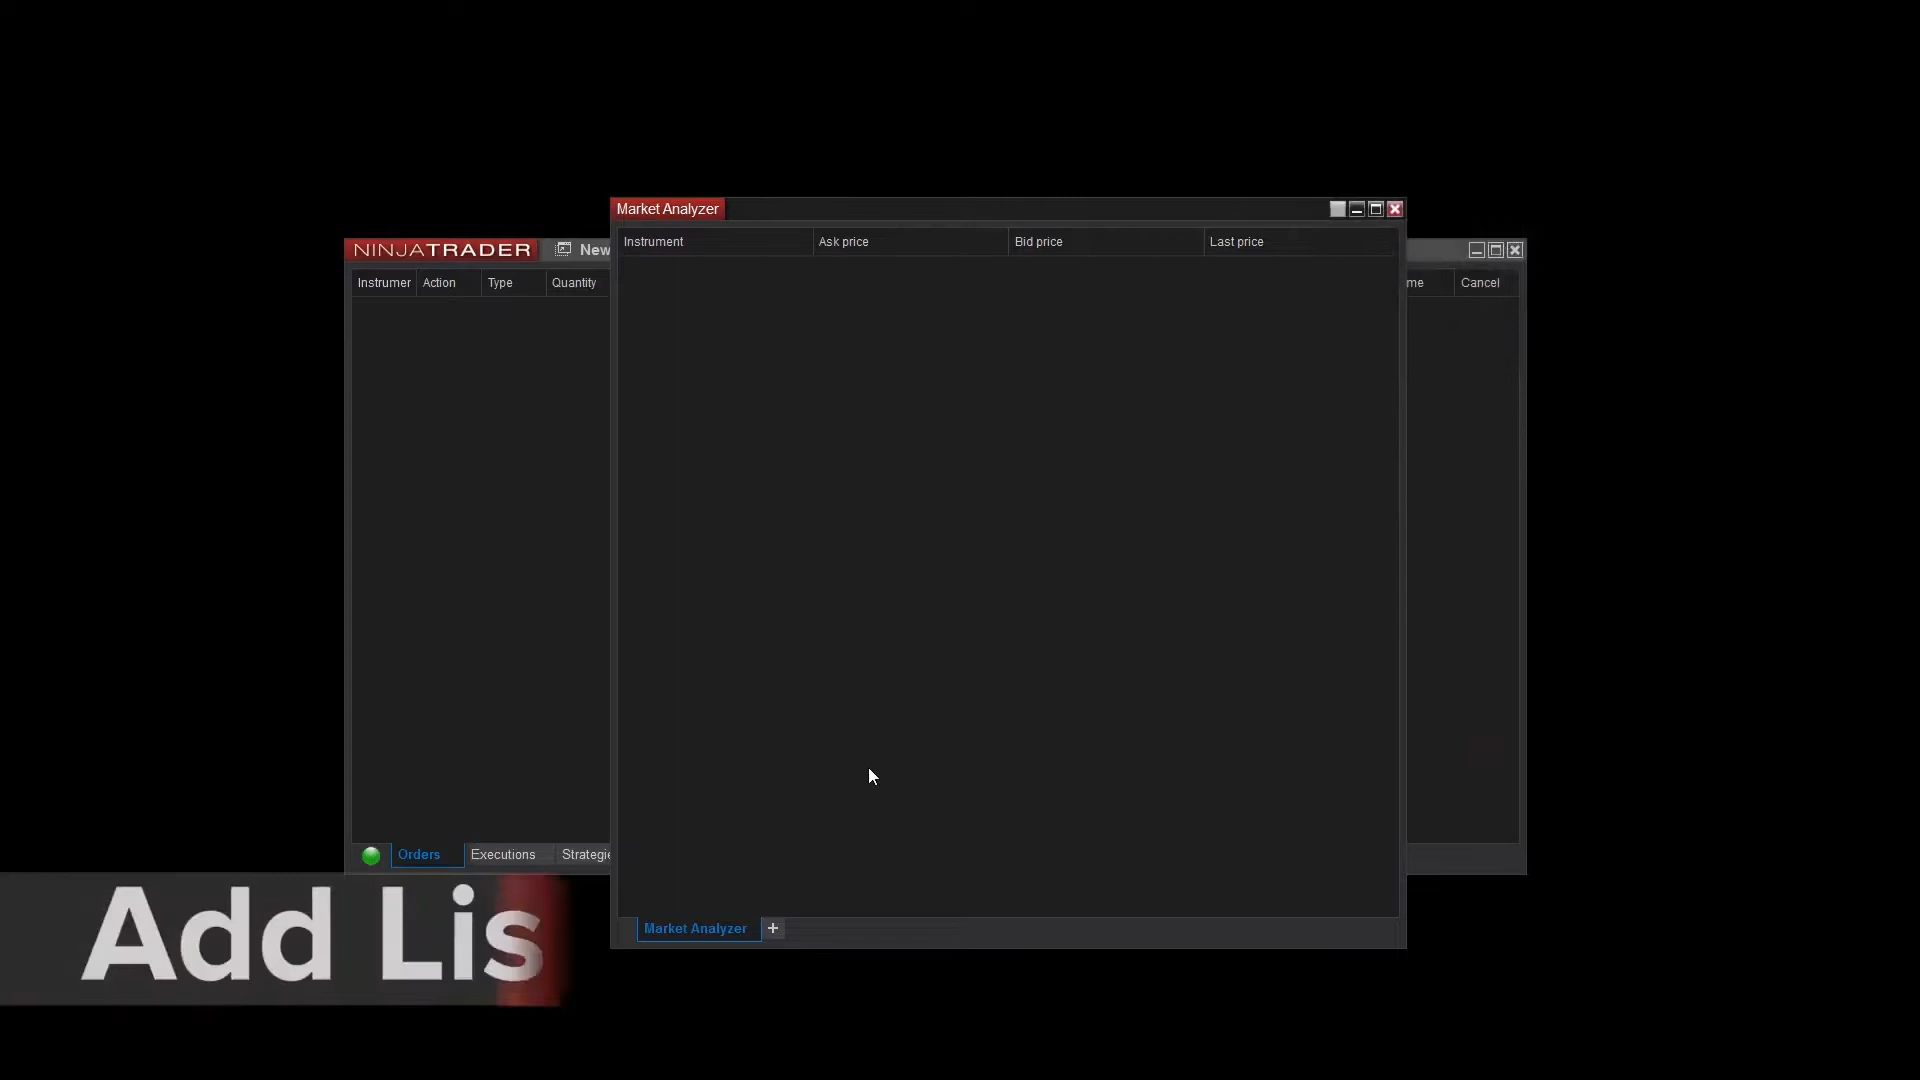 Market Analyzer
Instrument Ask price Bid price Last price
NINJATRADER New
Instrumer Action Type Quantity me Cancel
Orders Executions Strategie
Market Analyzer +
Add Lis